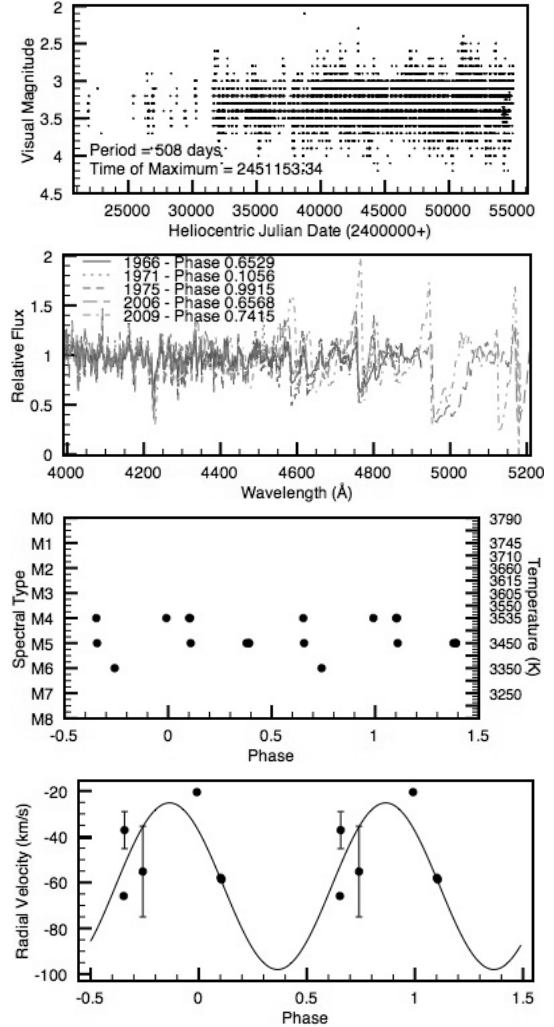 2
2.5
3
3.5
4
4.5
Visual Magnitude
Period = 508 days
Time of Maximum = 2451153.34
25000 30000 35000 40000 45000 50000 55000
Heliocentric Julian Date (2400000+)
2
1.5
1
0.5
0
Relative Flux
1966 - Phase 0.6529
1971 - Phase 0.1056
1975 - Phase 0.9915
2006 - Phase 0.6568
2009 - Phase 0.7415
4000 4200 4400 4600 4800 5000 5200
Wavelength (Å)
M0
M1
M2
M3
M4
M5
M6
M7
M8
Spectral Type
3790
3745
3710
3660
3615
3605
3550
3535
3450
3350
3250
Temperature (K)
-0.5 0 0.5 1 1.5
Phase
-20
-40
-60
-80
-100
Radial Velocity (km/s)
-0.5 0 0.5 1 1.5
Phase